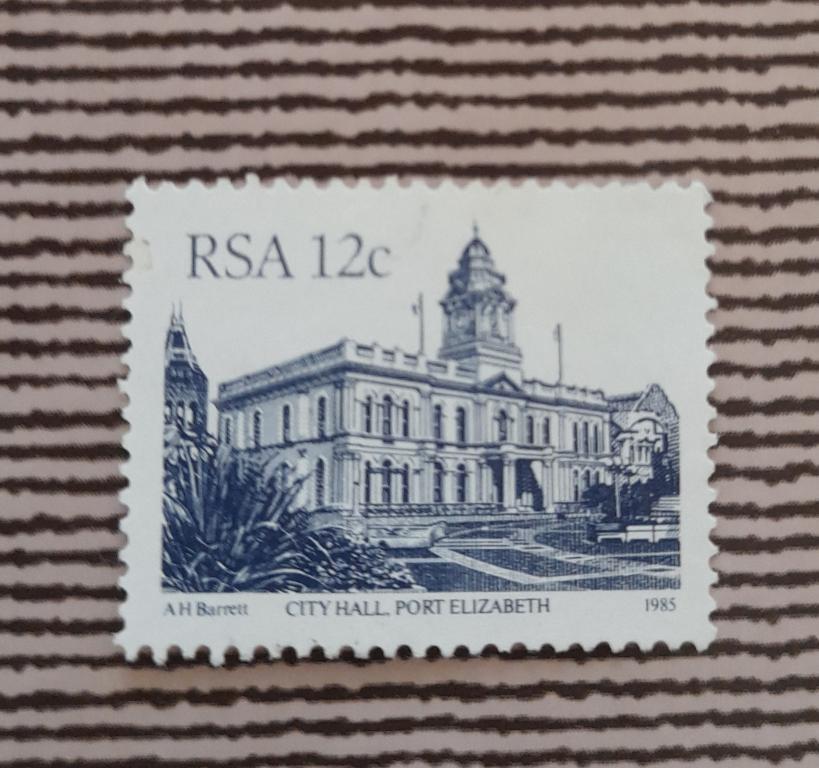 RSA 12c
A H Barrett CITY HALL, PORT ELIZABETH 1985